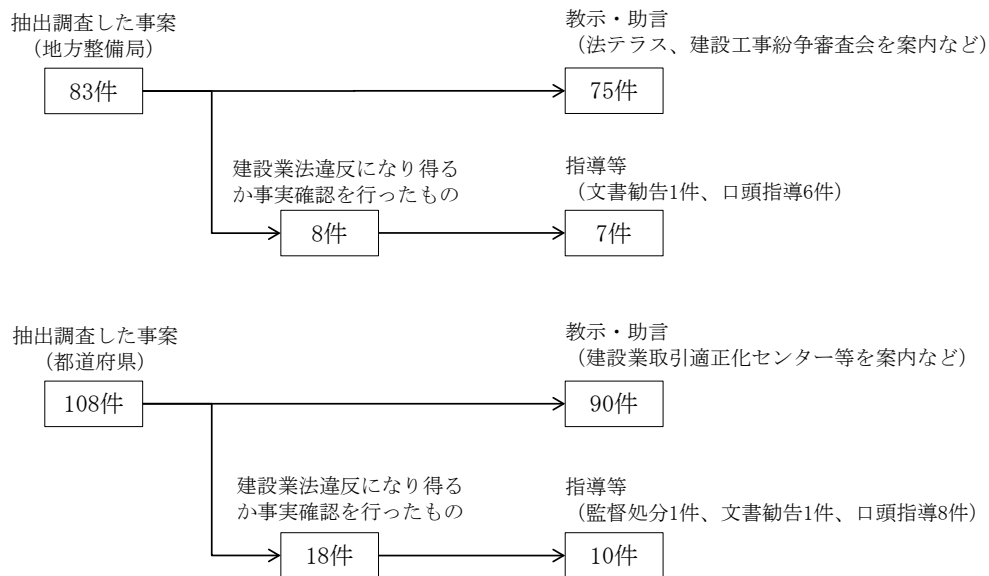 抽出調査した事案
（地方整備局）
83件
教示・助言
（法テラス、建設工事紛争審査会を案内など）
75件
建設業法違反になり得る
か事実確認を行ったもの
8件
指導等
（文書勧告1件、口頭指導6件）
7件
抽出調査した事案
（都道府県）
108件
教示・助言
（建設業取引適正化センター等を案内など）
90件
建設業法違反になり得る
か事実確認を行ったもの
18件
指導等
（監督処分1件、文書勧告1件、口頭指導8件）
10件